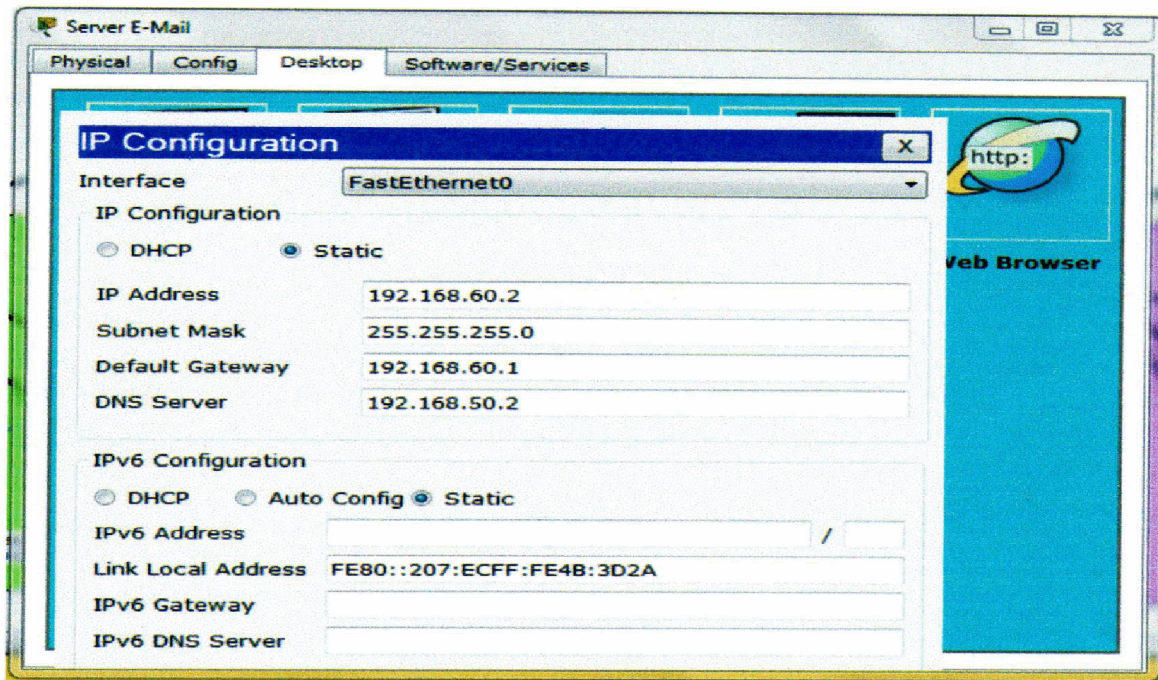 Server E-Mail
Physical Config Desktop Software/Services
http:
IP Configuration X
Interface FastEthernet0
IP Configuration
DHCP Static
Web Browser
IP Address 192.168.60.2
Subnet Mask 255.255.255.0
Default Gateway 192.168.60.1
DNS Server 192.168.50.2
IPv6 Configuration
DHCP Auto Config Static
IPv6 Address /
Link Local Address FE80::207:ECFF:FE4B:3D2A
IPv6 Gateway
IPv6 DNS Server